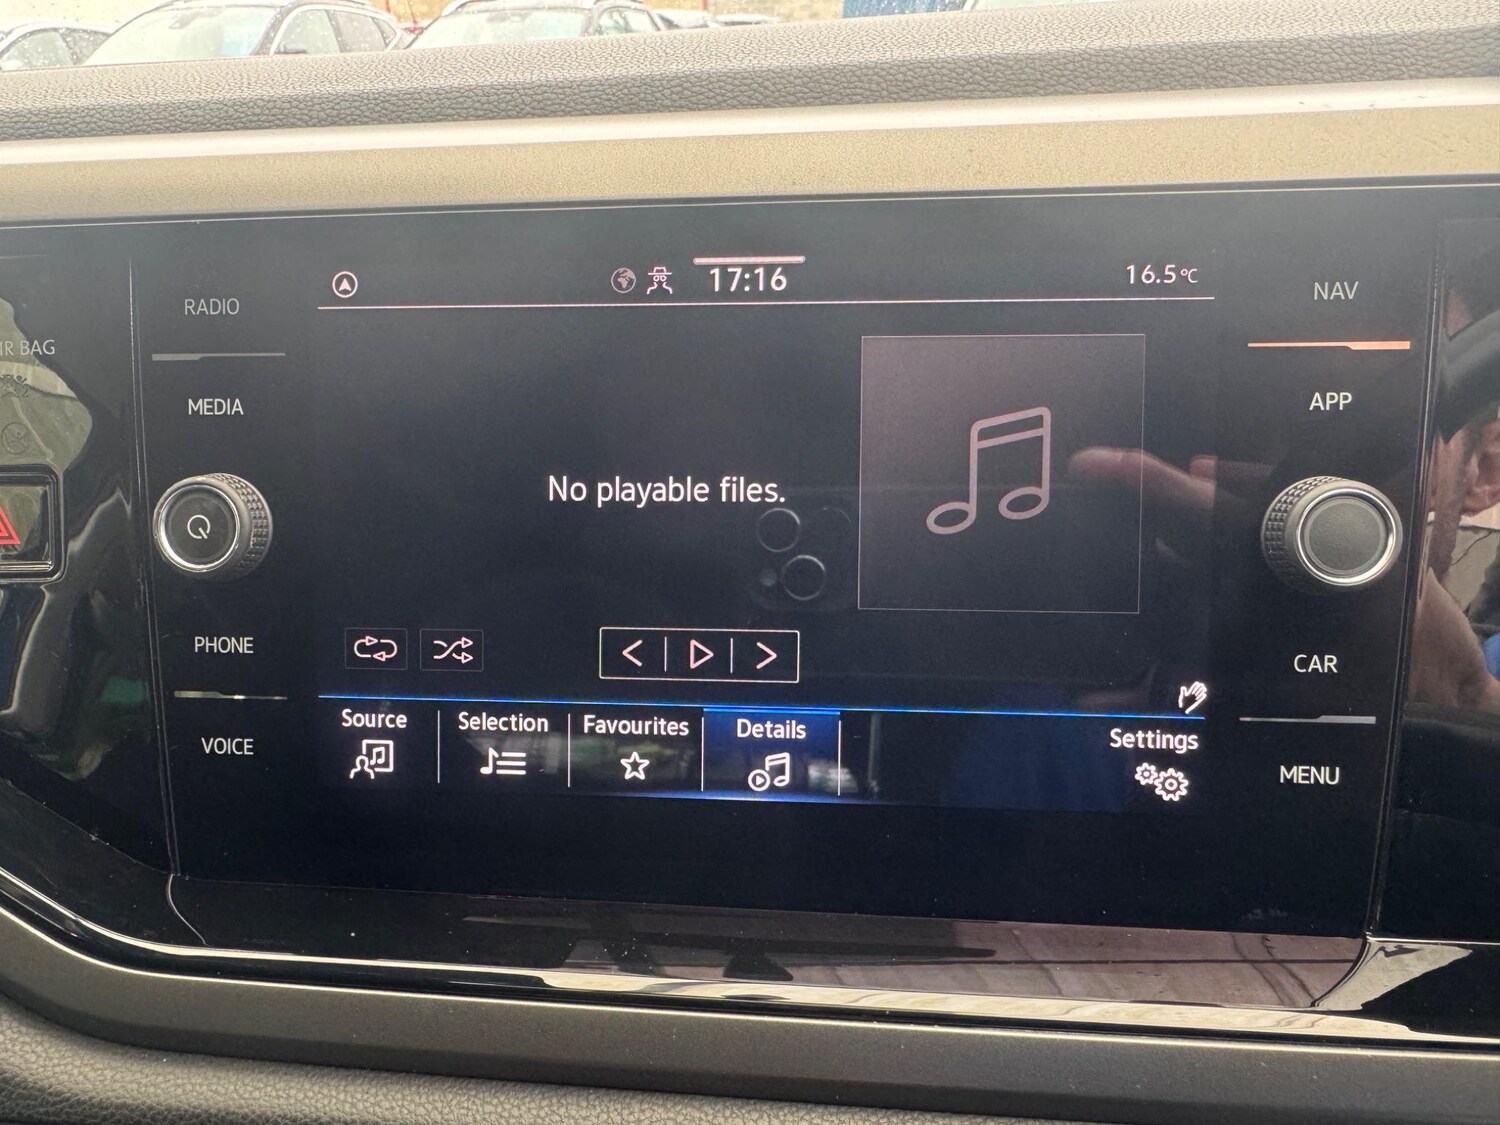 17:16
16.5°C
RADIO
NAV
AIR BAG
MEDIA
APP
No playable files.
PHONE
CAR
VOICE
MENU
Source
Selection
Favourites
Details
Settings